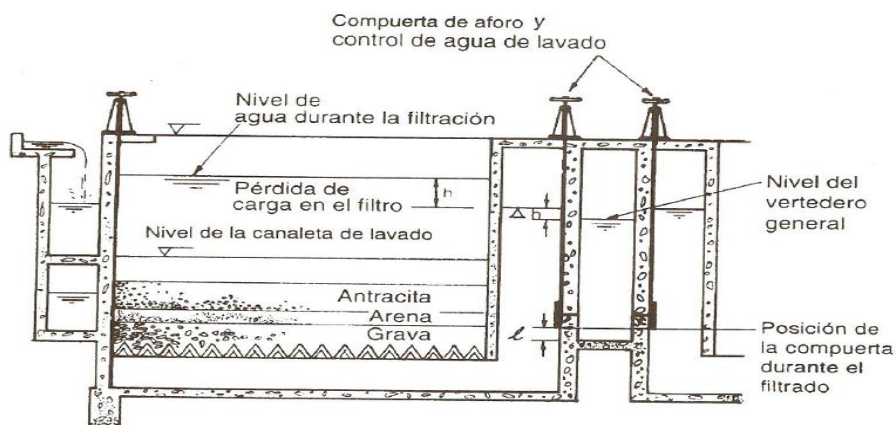 Compuerta de aforo y
control de agua de lavado
Nivel de
agua durante la filtración
Pérdida de
carga en el filtro
h
h
Nivel del
vertedero
general
Nivel de la canaleta de lavado
Antracita
Arena
Grava
ℓ
Posición de
la compuerta
durante el
filtrado